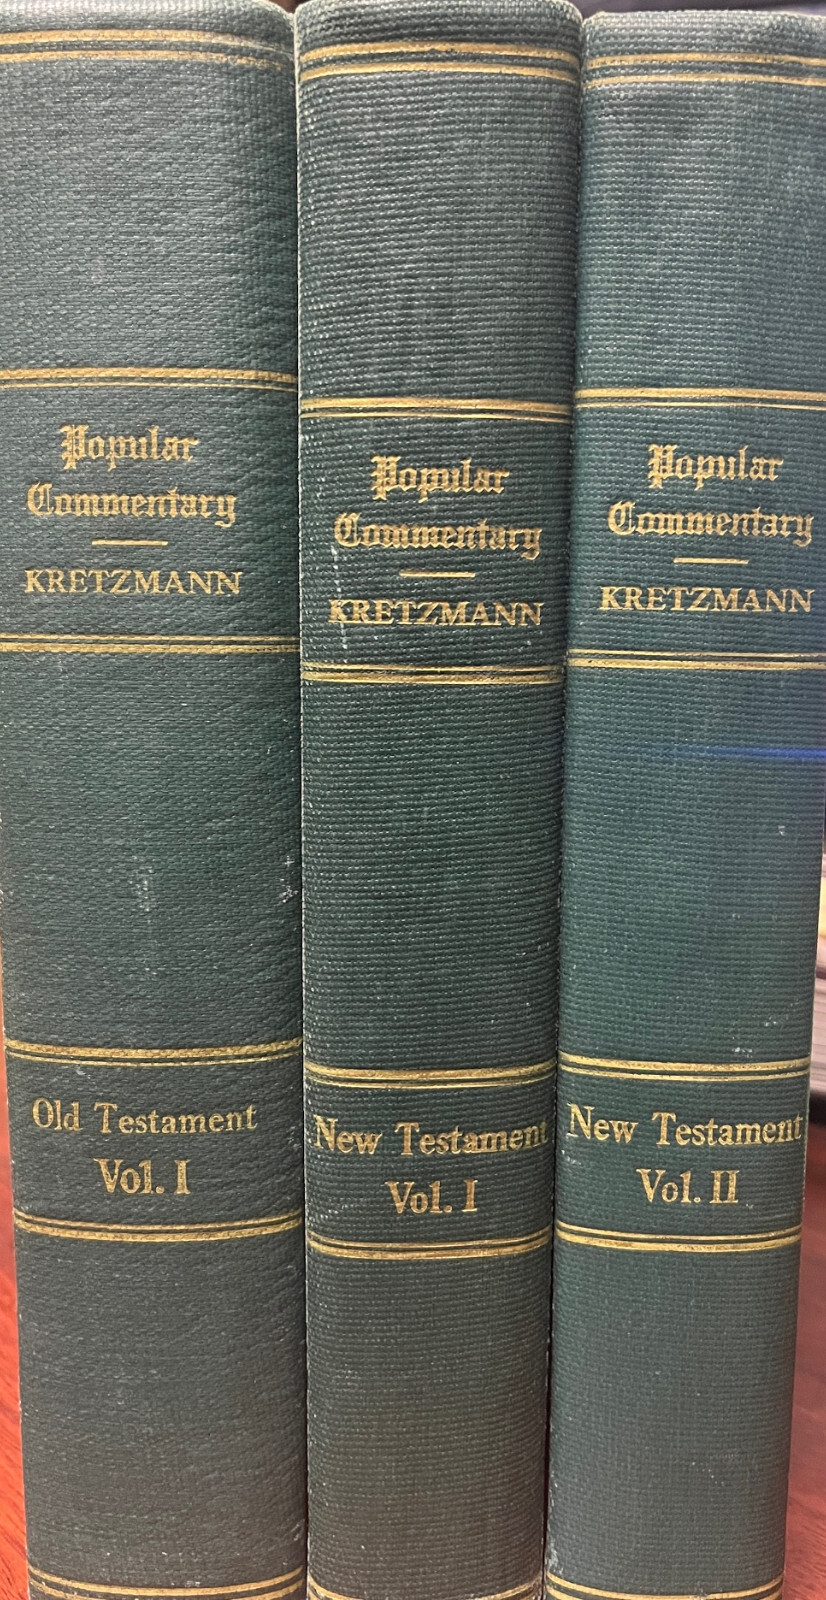 Popular
Commentary
KRETZMANN
Old Testament
Vol. I
Popular
Commentary
KRETZMANN
New Testament
Vol. I
Popular
Commentary
KRETZMANN
New Testament
Vol. II